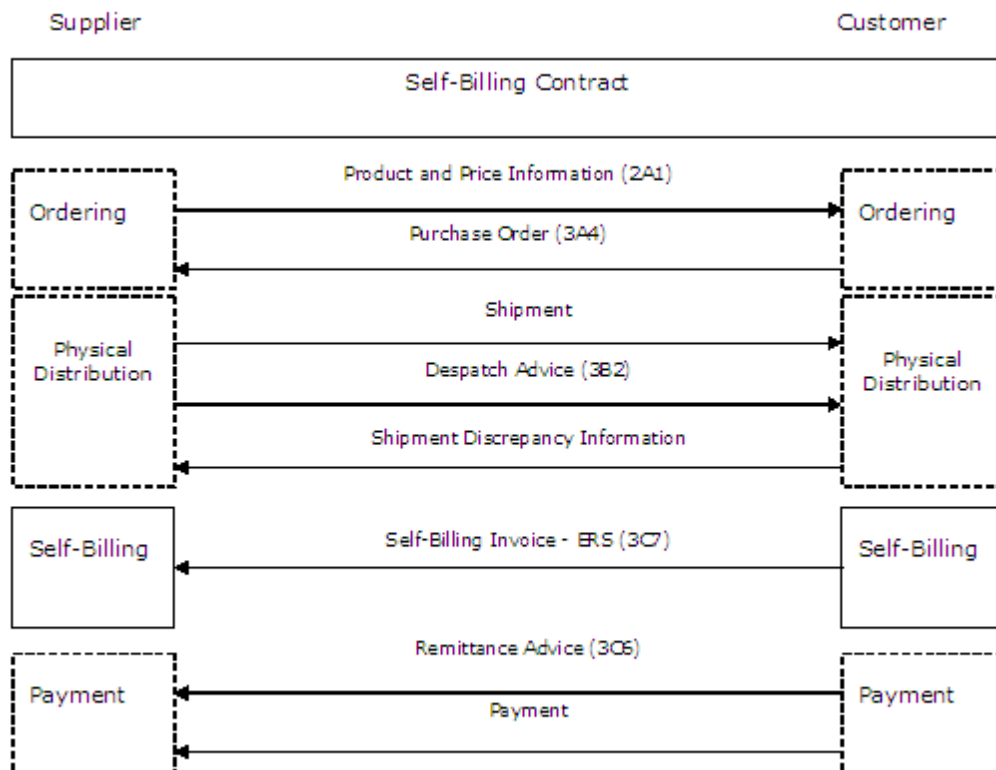 Supplier
Customer
Self-Billing Contract
Product and Price Information (2A1)
Ordering
Ordering
Purchase Order (3A4)
Shipment
Physical
Distribution
Physical
Distribution
Despatch Advice (3B2)
Shipment Discrepancy Information
Self-Billing Invoice - ERS (3C7)
Self-Billing
Self-Billing
Remittance Advice (3C6)
Payment
Payment
Payment